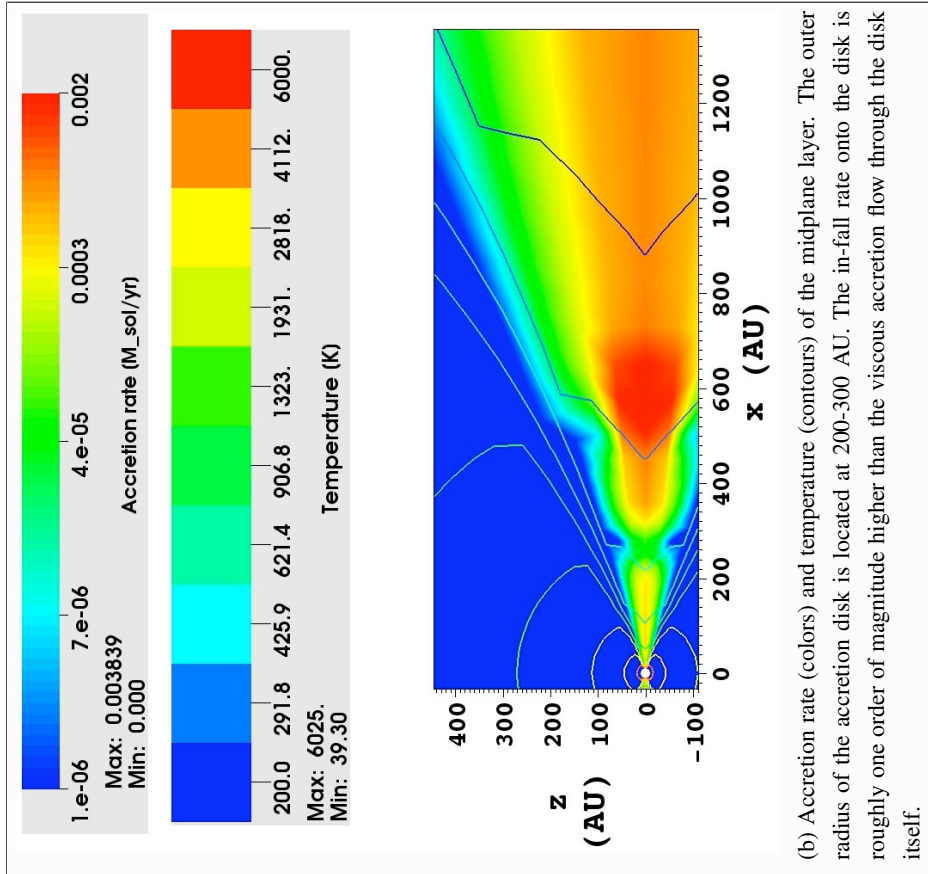 1.e-06 7.e-06 4.e-05 0.0003 0.002
Max: 0.003839
Min: 0.000
Accretion rate (M_sol/yr)
200.0 291.8 425.9 621.4 906.8 1323. 1931. 2818. 4112. 6000.
Max: 6025.
Min: 39.30
Temperature (K)
z
(AU)
400
300
200
100
0
-100
0 200 400 600 800 1000 1200
x (AU)
(b) Accretion rate (colors) and temperature (contours) of the midplane layer. The outer
radius of the accretion disk is located at 200-300 AU. The in-fall rate onto the disk is
roughly one order of magnitude higher than the viscous accretion flow through the disk
itself.